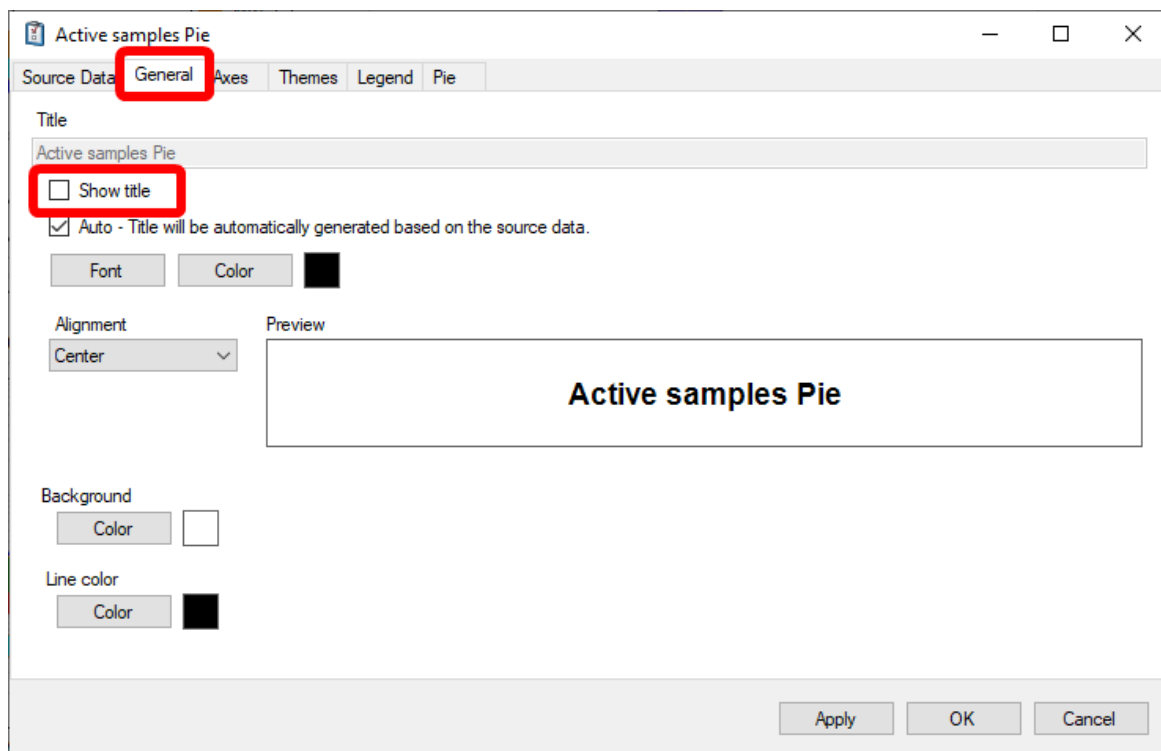 Active samples Pie
Source Data General Axes Themes Legend Pie
Title
Active samples Pie
Show title
Auto - Title will be automatically generated based on the source data.
Font Color
Alignment Preview
Center
Active samples Pie
Background
Color
Line color
Color
Apply OK Cancel